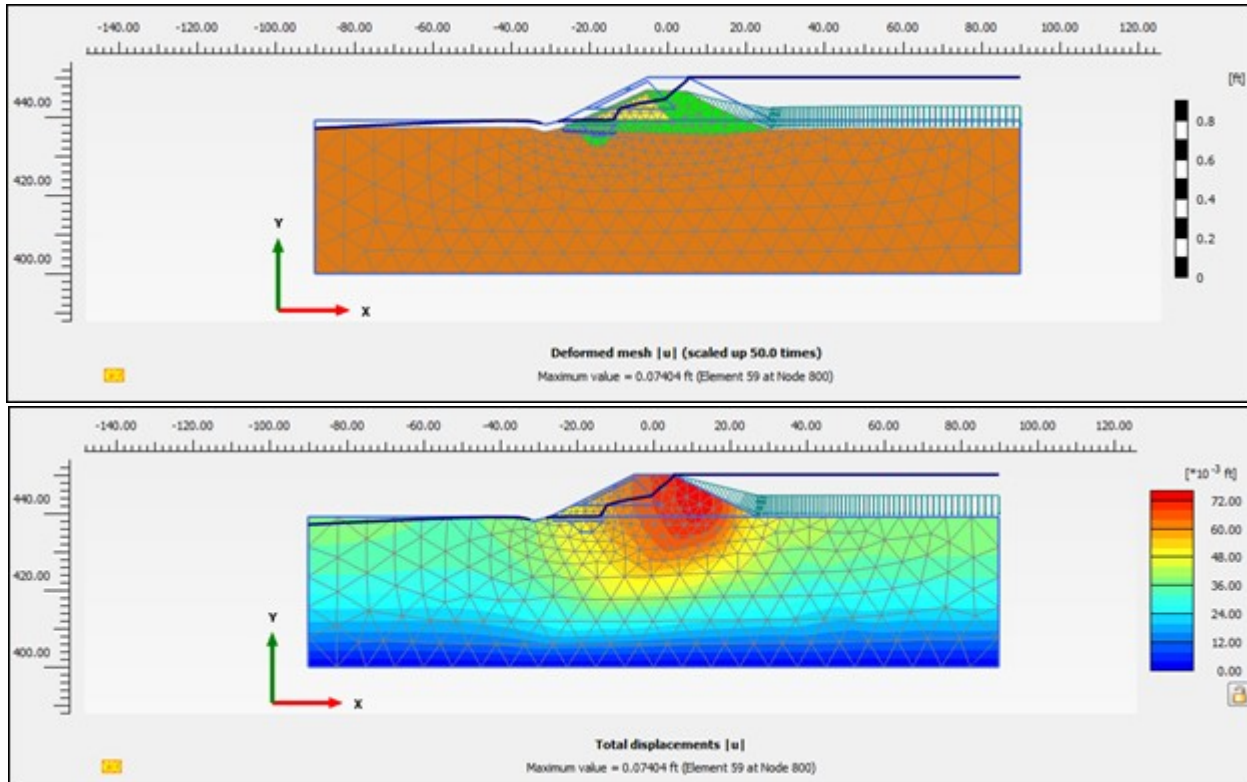 -140.00 -120.00 -100.00 -80.00 -60.00 -40.00 -20.00 0.00 20.00 40.00 60.00 80.00 100.00 120.00
[ft]
440.00
420.00
400.00
0.8
0.6
0.4
0.2
0
Y
X
Deformed mesh |u| (scaled up 50.0 times)
Maximum value = 0.07404 ft (Element 59 at Node 800)
-140.00 -120.00 -100.00 -80.00 -60.00 -40.00 -20.00 0.00 20.00 40.00 60.00 80.00 100.00 120.00
[*10⁻³ ft]
440.00
420.00
400.00
72.00
60.00
48.00
36.00
24.00
12.00
0.00
Y
X
Total displacements |u|
Maximum value = 0.07404 ft (Element 59 at Node 800)